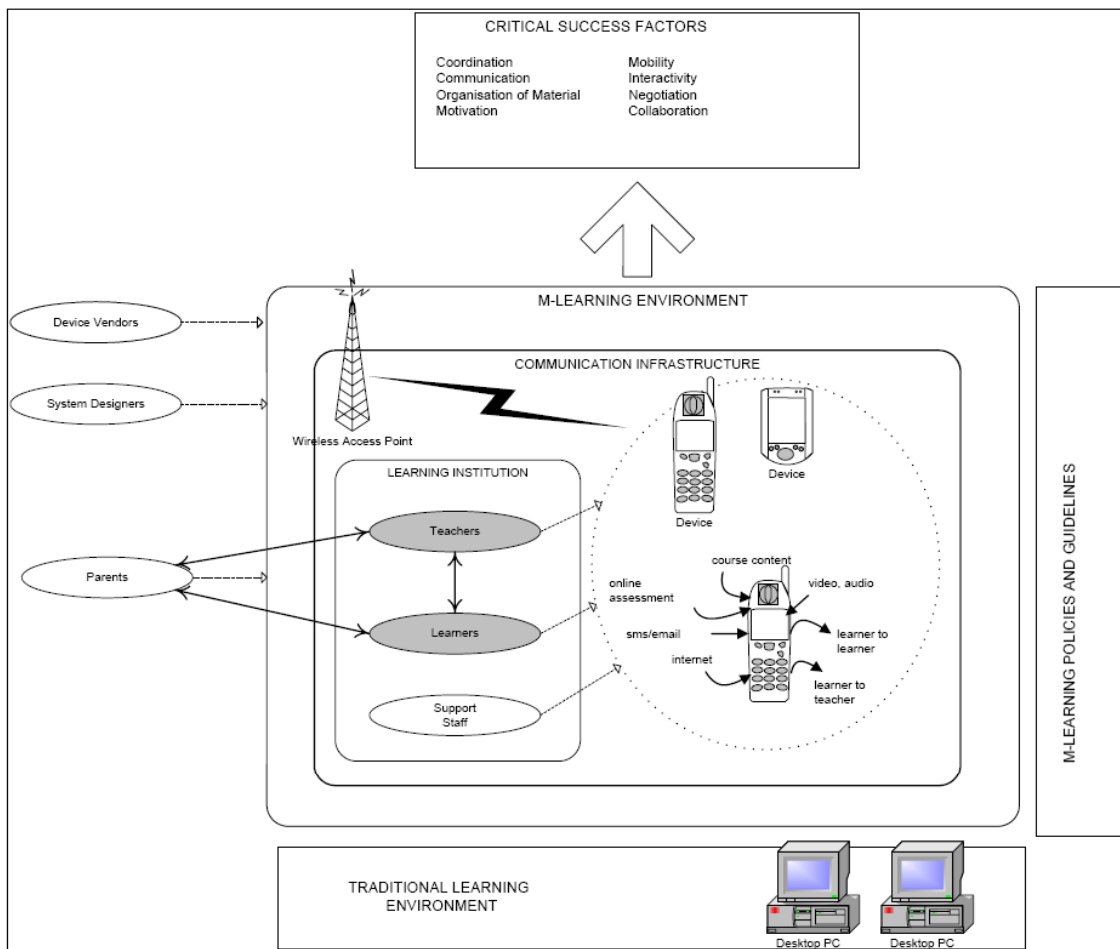 CRITICAL SUCCESS FACTORS
Coordination
Communication
Organisation of Material
Motivation
Mobility
Interactivity
Negotiation
Collaboration
M-LEARNING ENVIRONMENT
Device Vendors
System Designers
Parents
COMMUNICATION INFRASTRUCTURE
Wireless Access Point
LEARNING INSTITUTION
Teachers
Learners
Support
Staff
Device
Device
course content
online
assessment
video, audio
sms/email
learner to
learner
internet
learner to
teacher
M-LEARNING POLICIES AND GUIDELINES
TRADITIONAL LEARNING
ENVIRONMENT
Desktop PC
Desktop PC